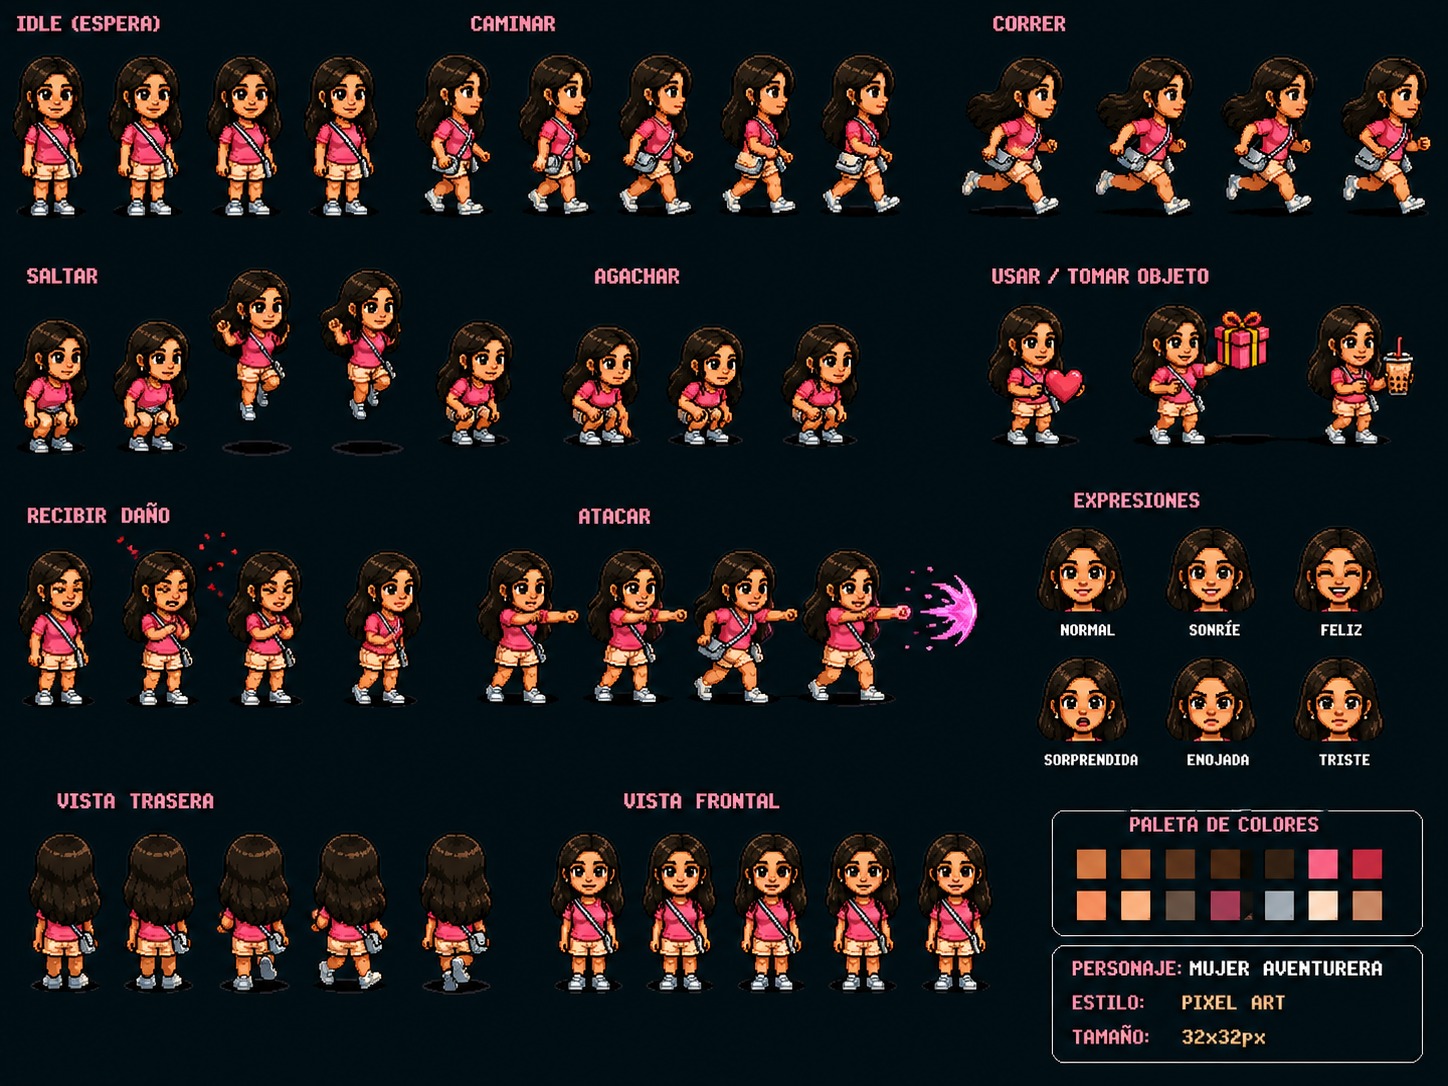 IDLE (ESPERA)
CAMINAR
CORRER
SALTAR
AGACHAR
USAR / TOMAR OBJETO
RECIBIR DAÑO
ATACAR
EXPRESIONES
NORMAL
SONRÍE
FELIZ
SORPRENDIDA
ENOJADA
TRISTE
VISTA TRASERA
VISTA FRONTAL
PALETA DE COLORES
PERSONAJE: MUJER AVENTURERA
ESTILO: PIXEL ART
TAMAÑO: 32x32px